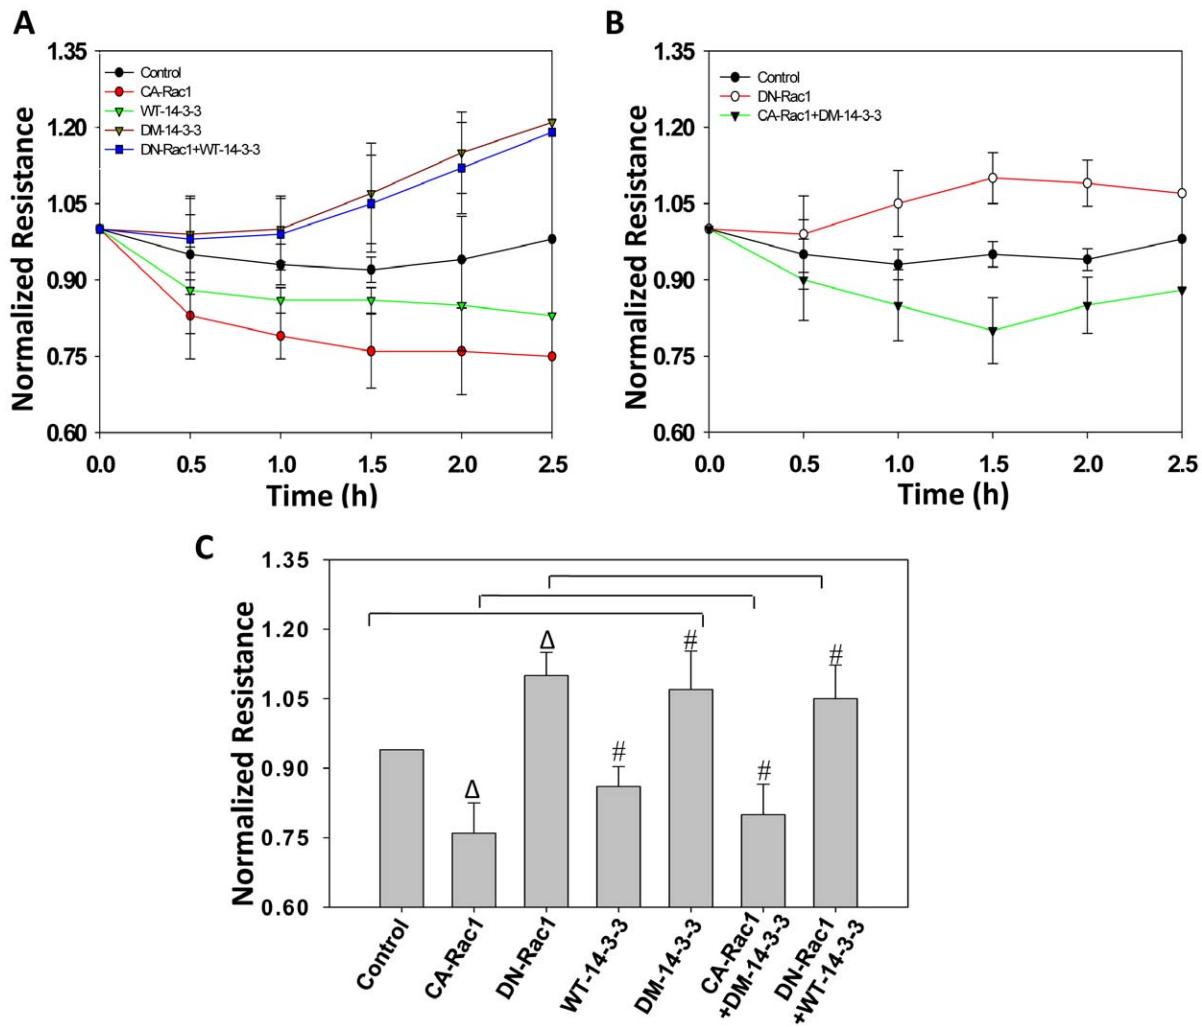 A
Normalized Resistance
1.35
1.20
1.05
0.90
0.75
0.60
Control
CA-Rac1
WT-14-3-3
DM-14-3-3
DN-Rac1+WT-14-3-3
0.0 0.5 1.0 1.5 2.0 2.5
Time (h)
B
Normalized Resistance
1.35
1.20
1.05
0.90
0.75
0.60
Control
DN-Rac1
CA-Rac1+DM-14-3-3
0.0 0.5 1.0 1.5 2.0 2.5
Time (h)
C
Normalized Resistance
1.35
1.20
1.05
0.90
0.75
0.60
Δ
Δ
#
#
#
#
Control
CA-Rac1
DN-Rac1
WT-14-3-3
DM-14-3-3
CA-Rac1
+DM-14-3-3
DN-Rac1
+WT-14-3-3